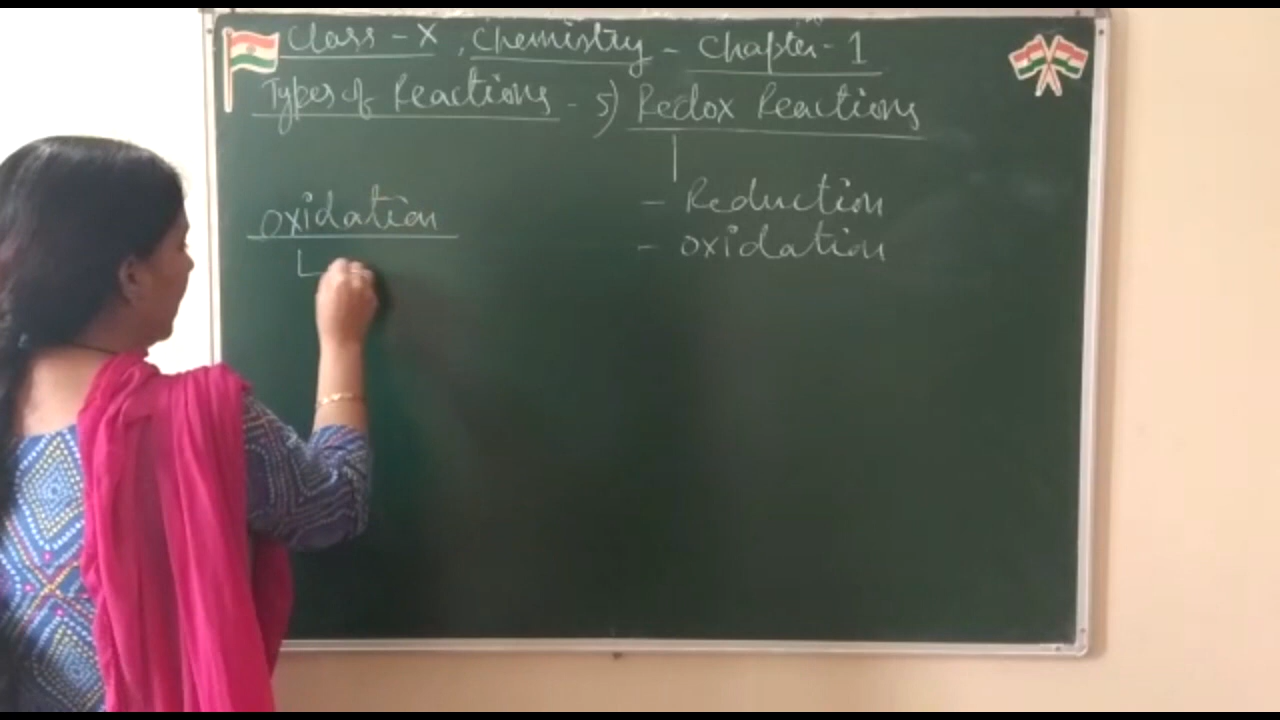 Class - X, Chemistry - Chapter - 1
Types of Reactions - 5) Redox Reactions
- Reduction
- oxidation
oxidation